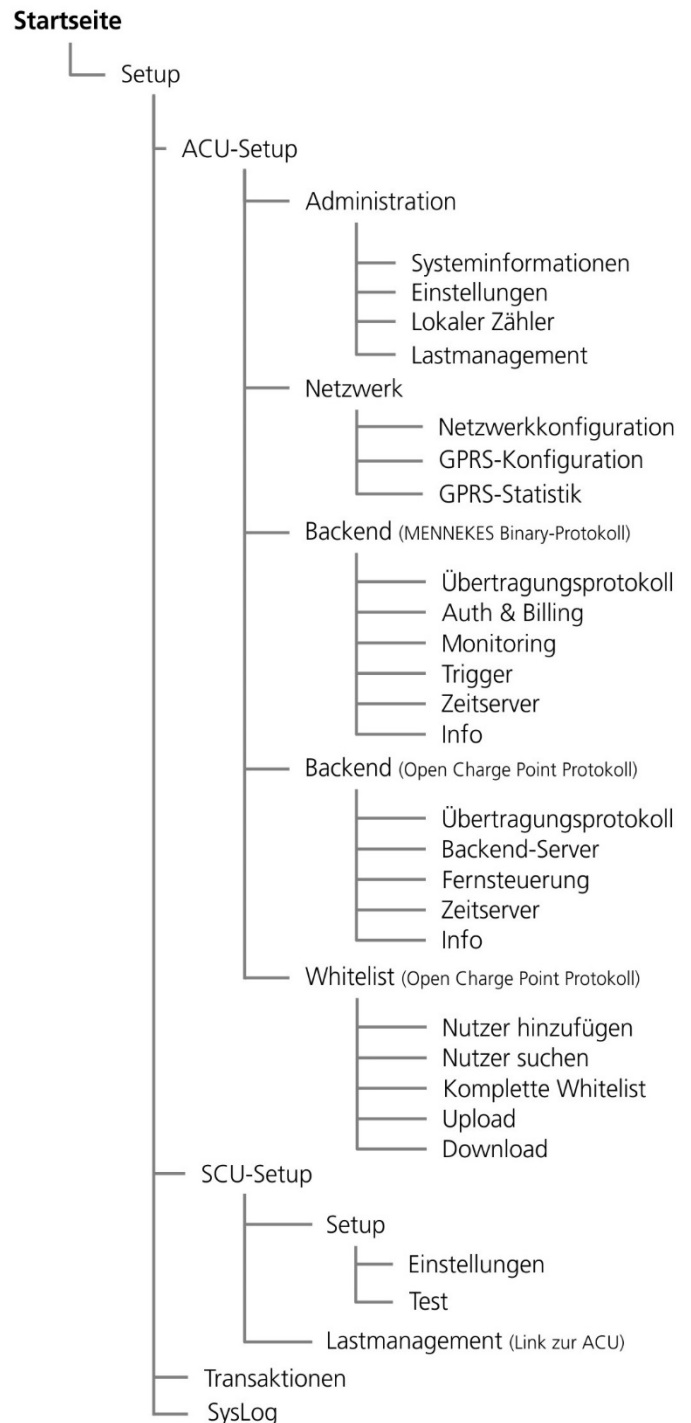 Startseite
Setup
ACU-Setup
Administration
Systeminformationen
Einstellungen
Lokaler Zähler
Lastmanagement
Netzwerk
Netzwerkkonfiguration
GPRS-Konfiguration
GPRS-Statistik
Backend (MENNEKES Binary-Protokoll)
Übertragungsprotokoll
Auth & Billing
Monitoring
Trigger
Zeitserver
Info
Backend (Open Charge Point Protokoll)
Übertragungsprotokoll
Backend-Server
Fernsteuerung
Zeitserver
Info
Whitelist (Open Charge Point Protokoll)
Nutzer hinzufügen
Nutzer suchen
Komplette Whitelist
Upload
Download
SCU-Setup
Setup
Einstellungen
Test
Lastmanagement (Link zur ACU)
Transaktionen
SysLog